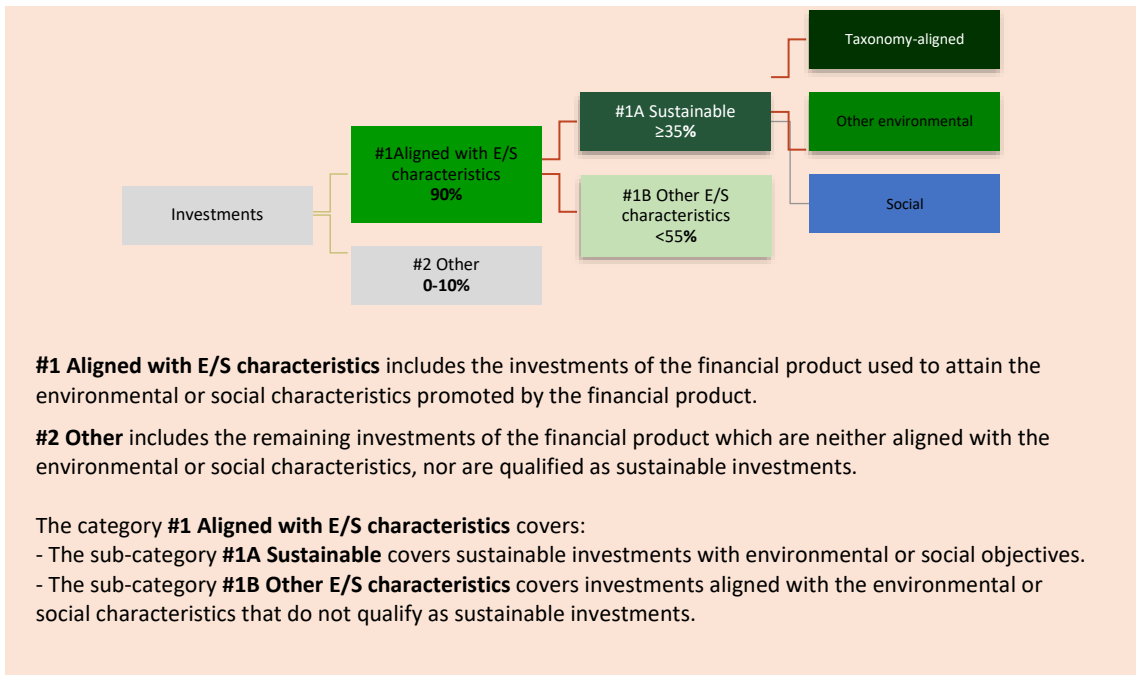 Taxonomy-aligned
#1A Sustainable
≥35%
Other environmental
#1Aligned with E/S
characteristics
90%
#1B Other E/S
characteristics
<55%
Social
Investments
#2 Other
0-10%
#1 Aligned with E/S characteristics includes the investments of the financial product used to attain the
environmental or social characteristics promoted by the financial product.
#2 Other includes the remaining investments of the financial product which are neither aligned with the
environmental or social characteristics, nor are qualified as sustainable investments.
The category #1 Aligned with E/S characteristics covers:
- The sub-category #1A Sustainable covers sustainable investments with environmental or social objectives.
- The sub-category #1B Other E/S characteristics covers investments aligned with the environmental or
social characteristics that do not qualify as sustainable investments.